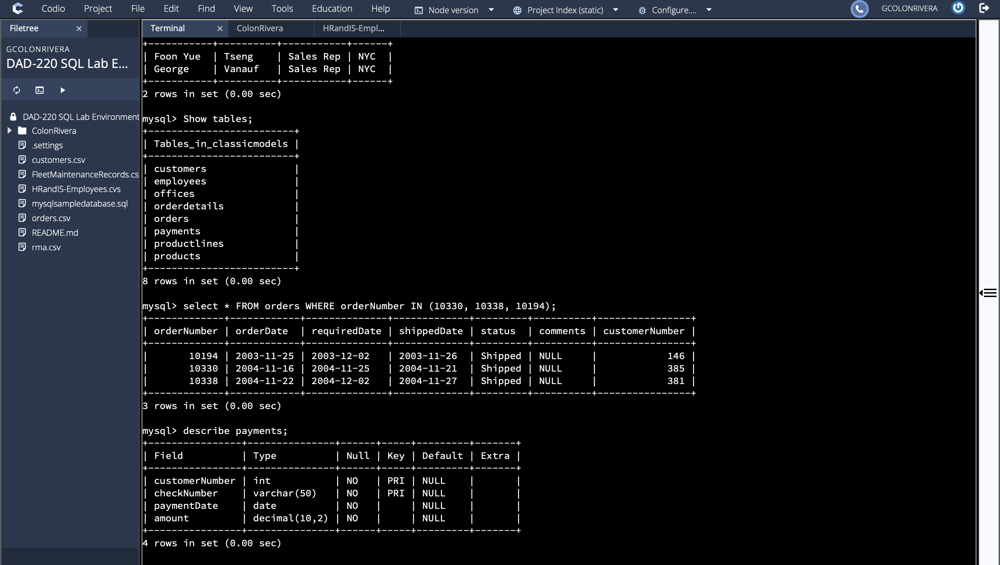 Codio Project File Edit Find View Tools Education Help Node version Project Index (static) Configure.... GCOLONRIVERA
Filetree
Terminal ColonRivera HRandIS-Empl...
GCOLONRIVERA
DAD-220 SQL Lab E...
DAD-220 SQL Lab Environment
ColonRivera
.settings
customers.csv
FleetMaintenanceRecords.cs
HRandIS-Employees.cvs
mysqlsampledatabase.sql
orders.csv
README.md
rma.csv
+-----------+----------+-----------+------+
| Foon Yue  | Tseng    | Sales Rep | NYC  |
| George    | Vanauf   | Sales Rep | NYC  |
+-----------+----------+-----------+------+
2 rows in set (0.00 sec)
mysql> Show tables;
+-------------------------+
| Tables_in_classicmodels |
+-------------------------+
| customers               |
| employees               |
| offices                 |
| orderdetails            |
| orders                  |
| payments                |
| productlines            |
| products                |
+-------------------------+
8 rows in set (0.00 sec)
mysql> select * FROM orders WHERE orderNumber IN (10330, 10338, 10194);
+-------------+------------+--------------+-------------+---------+----------+----------------+
| orderNumber | orderDate  | requiredDate | shippedDate | status  | comments | customerNumber |
+-------------+------------+--------------+-------------+---------+----------+----------------+
|       10194 | 2003-11-25 | 2003-12-02   | 2003-11-26  | Shipped | NULL     |            146 |
|       10330 | 2004-11-16 | 2004-11-25   | 2004-11-21  | Shipped | NULL     |            385 |
|       10338 | 2004-11-22 | 2004-12-02   | 2004-11-27  | Shipped | NULL     |            381 |
+-------------+------------+--------------+-------------+---------+----------+----------------+
3 rows in set (0.00 sec)
mysql> describe payments;
+----------------+---------------+------+-----+---------+-------+
| Field          | Type          | Null | Key | Default | Extra |
+----------------+---------------+------+-----+---------+-------+
| customerNumber | int           | NO   | PRI | NULL    |       |
| checkNumber    | varchar(50)   | NO   | PRI | NULL    |       |
| paymentDate    | date          | NO   |     | NULL    |       |
| amount         | decimal(10,2) | NO   |     | NULL    |       |
+----------------+---------------+------+-----+---------+-------+
4 rows in set (0.00 sec)